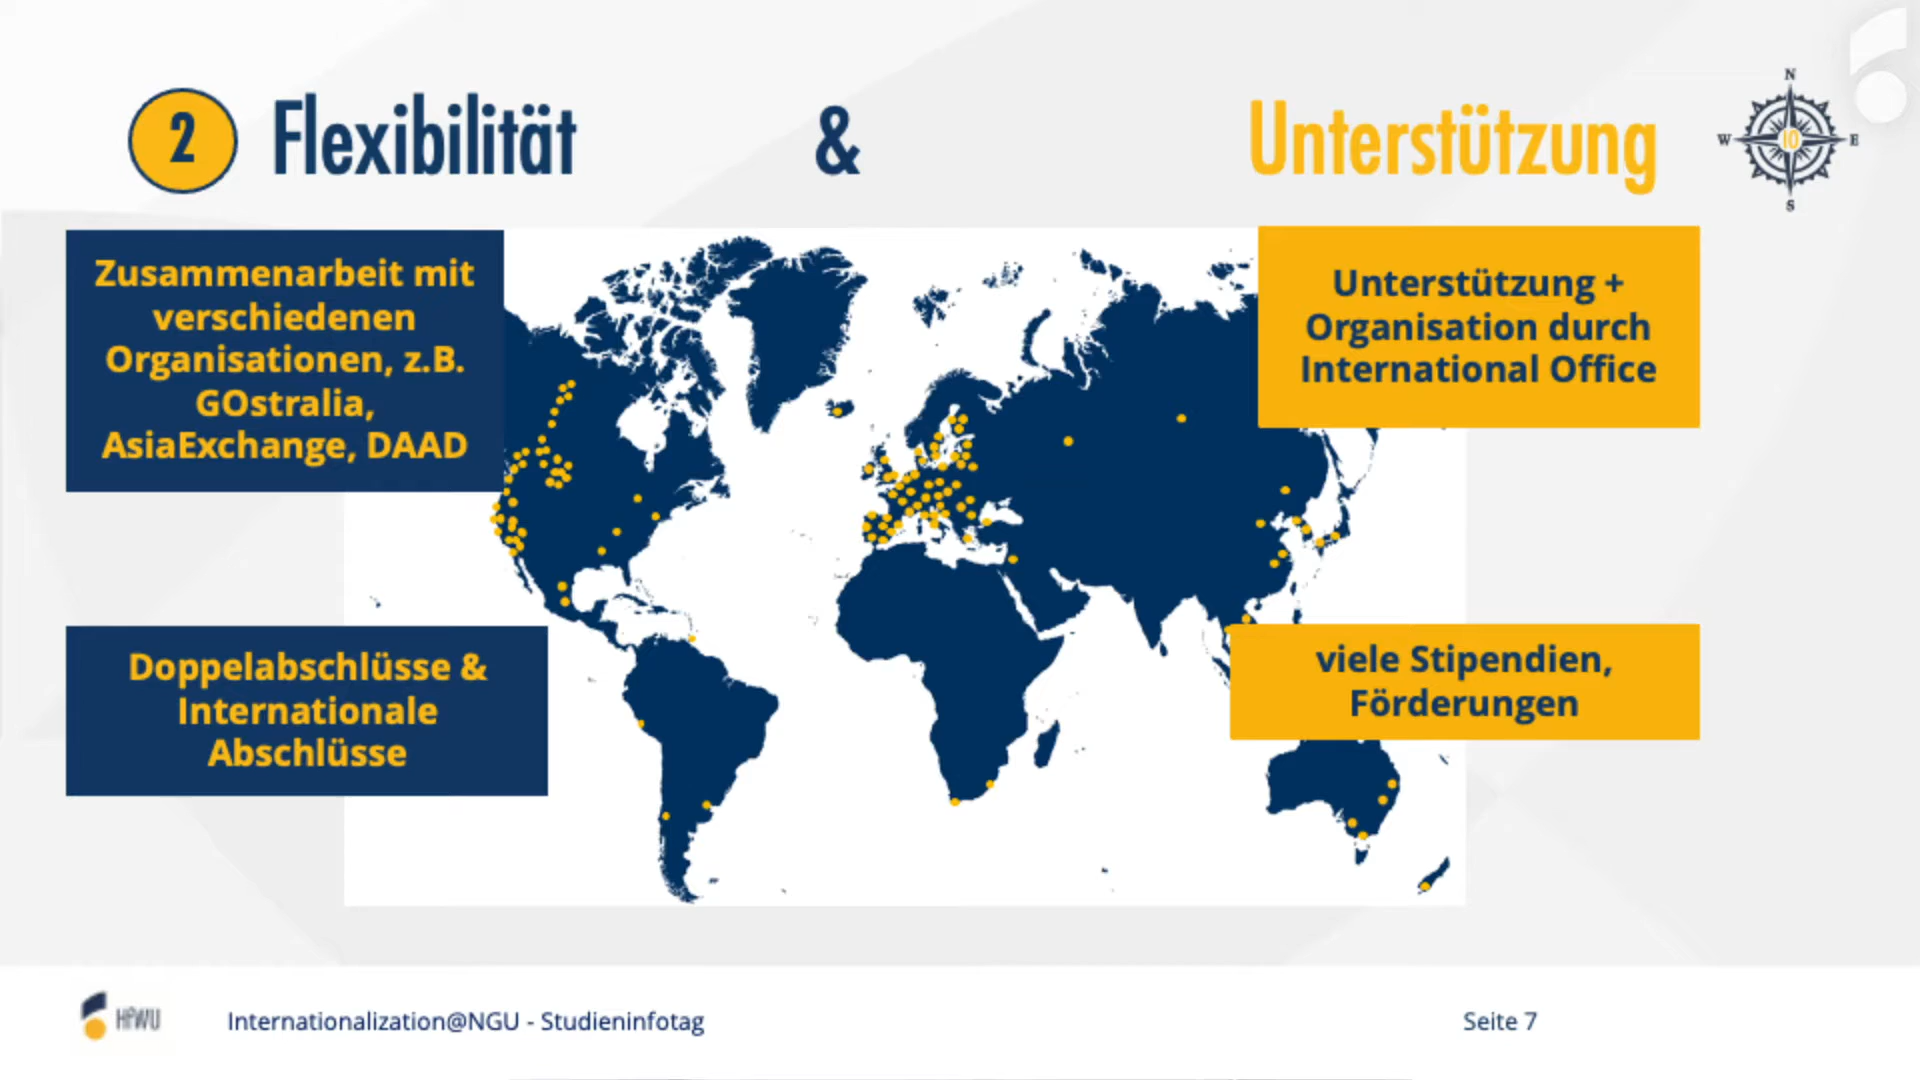 2 Flexibilität & Unterstützung
N
W IO E
S
Zusammenarbeit mit
verschiedenen
Organisationen, z.B.
GOstralia,
AsiaExchange, DAAD
Unterstützung +
Organisation durch
International Office
Doppelabschlüsse &
Internationale
Abschlüsse
viele Stipendien,
Förderungen
HfWU
Internationalization@NGU - Studieninfotag
Seite 7